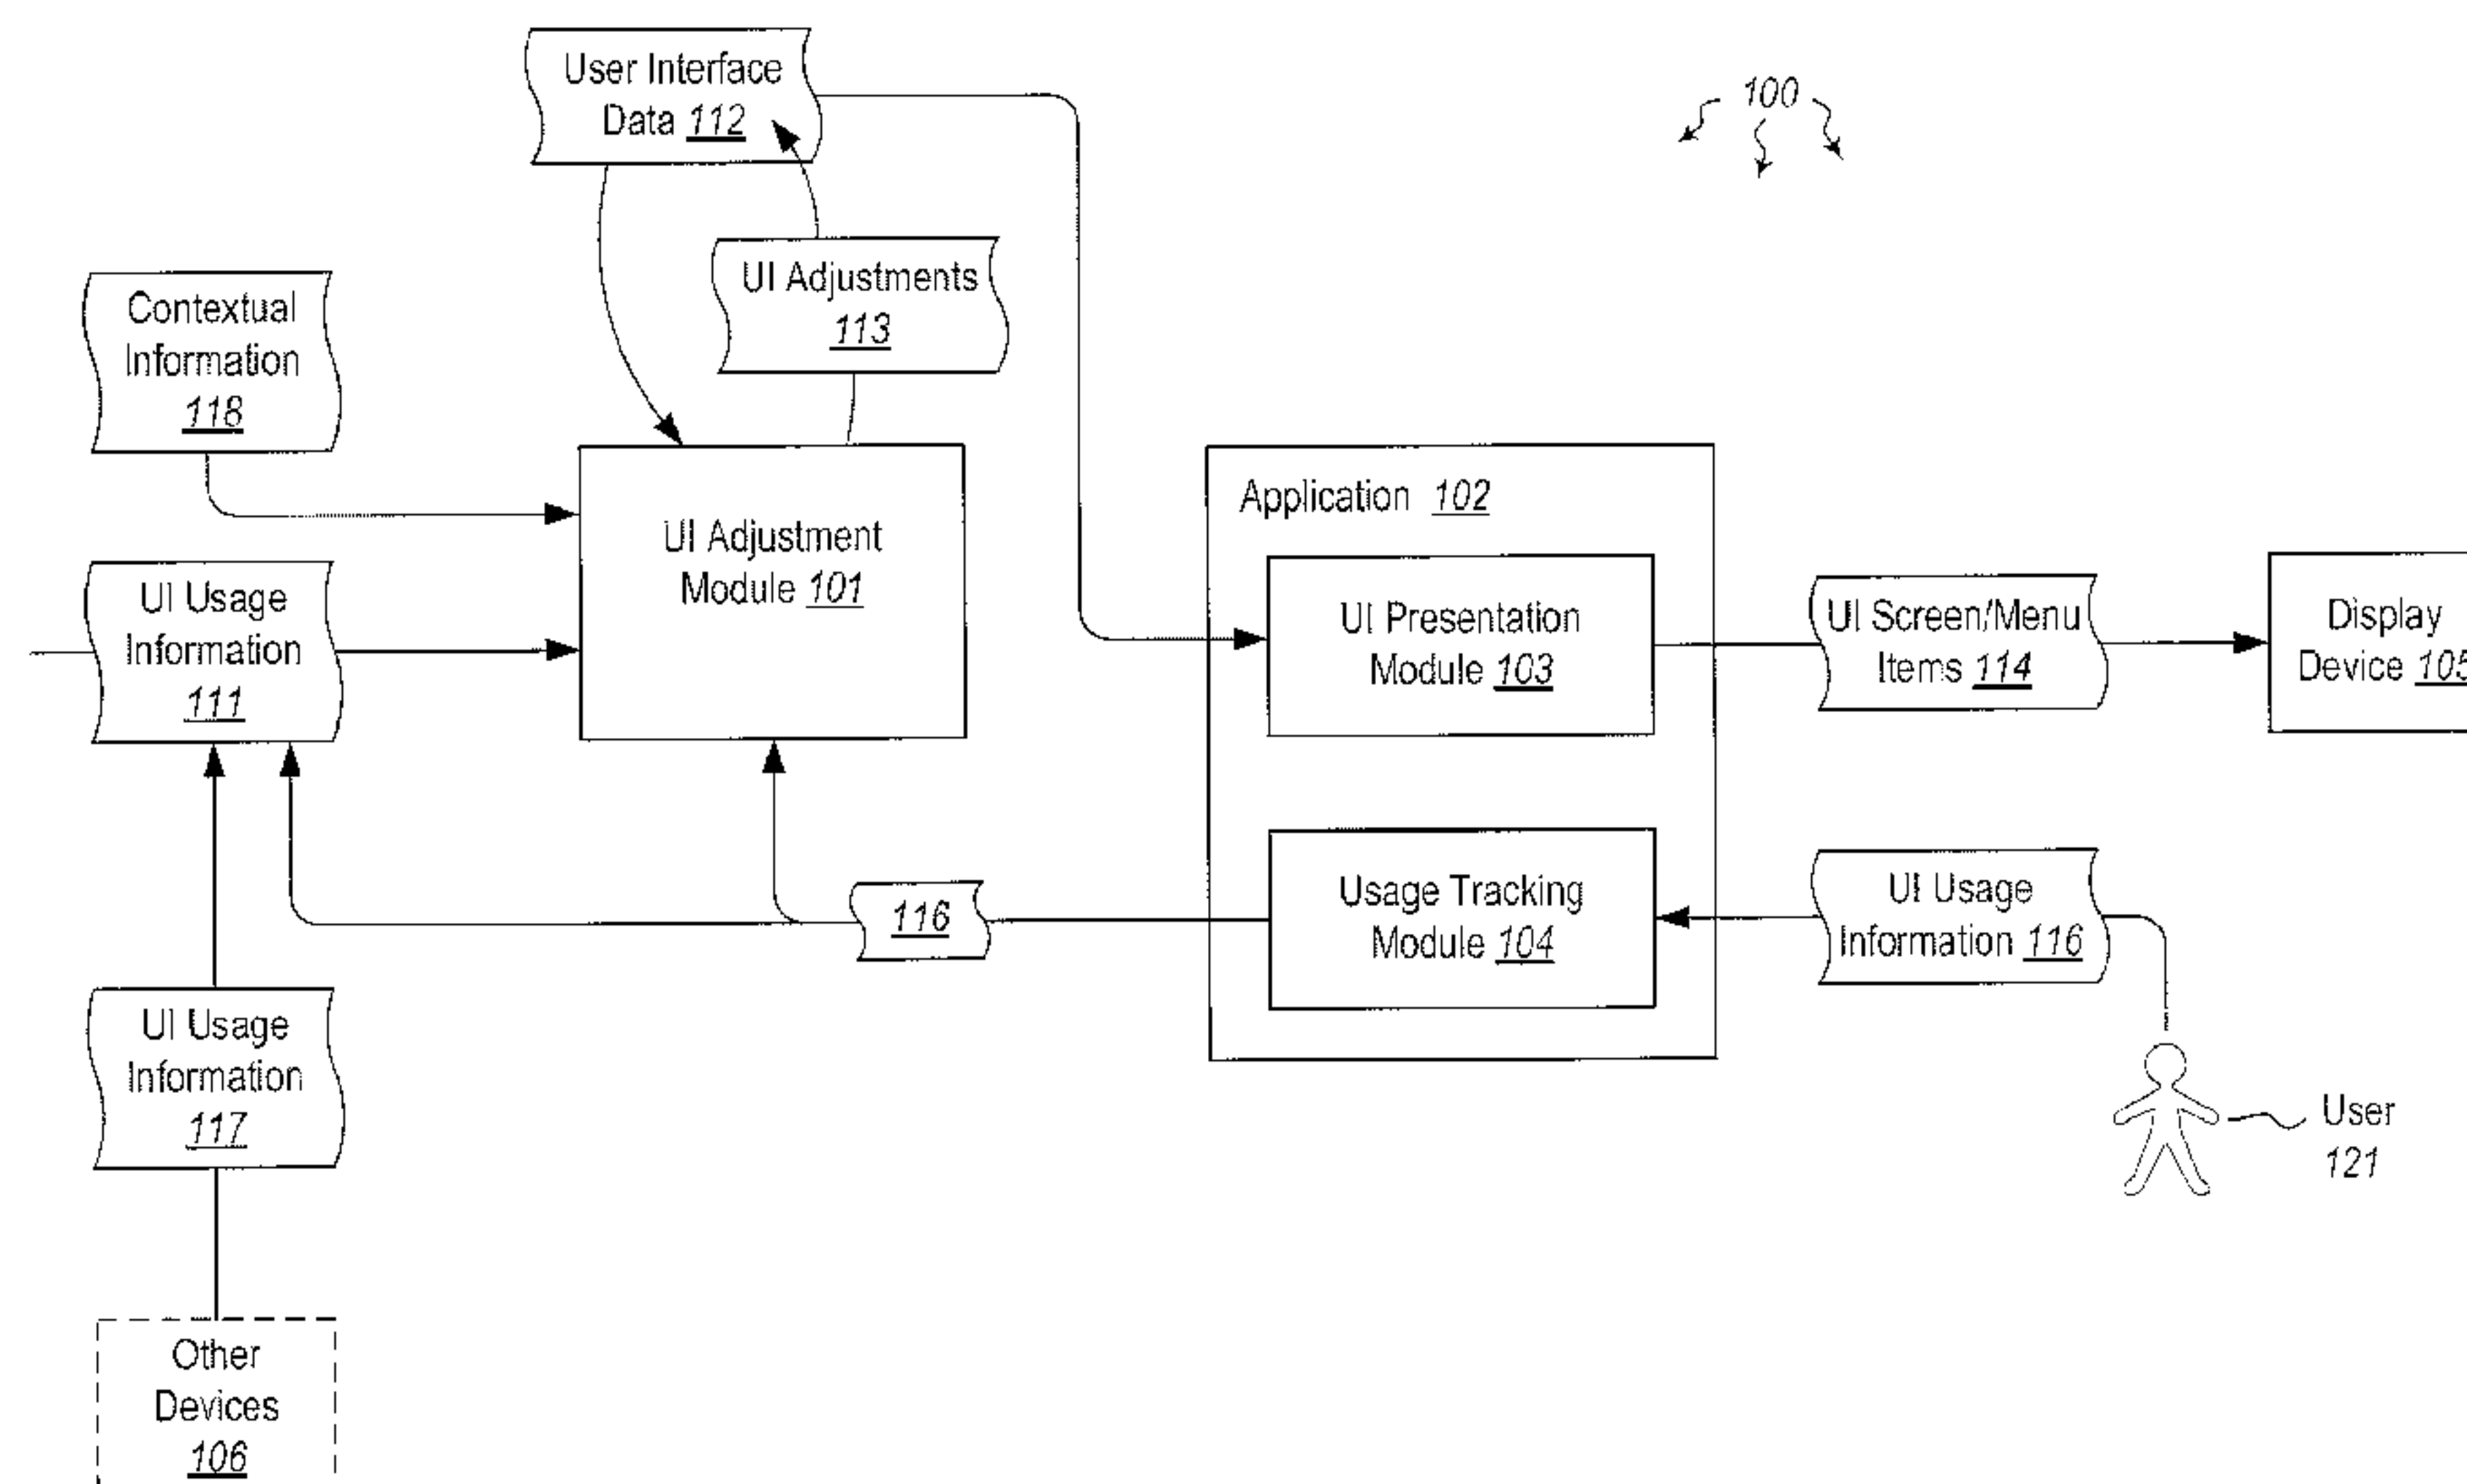 User Interface
Data 112
100
UI Adjustments
113
Contextual
Information
118
UI Adjustment
Module 101
Application 102
UI Usage
Information
111
UI Presentation
Module 103
UI Screen/Menu
Items 114
Display
Device 105
116
Usage Tracking
Module 104
UI Usage
Information 116
UI Usage
Information
117
User
121
Other
Devices
106